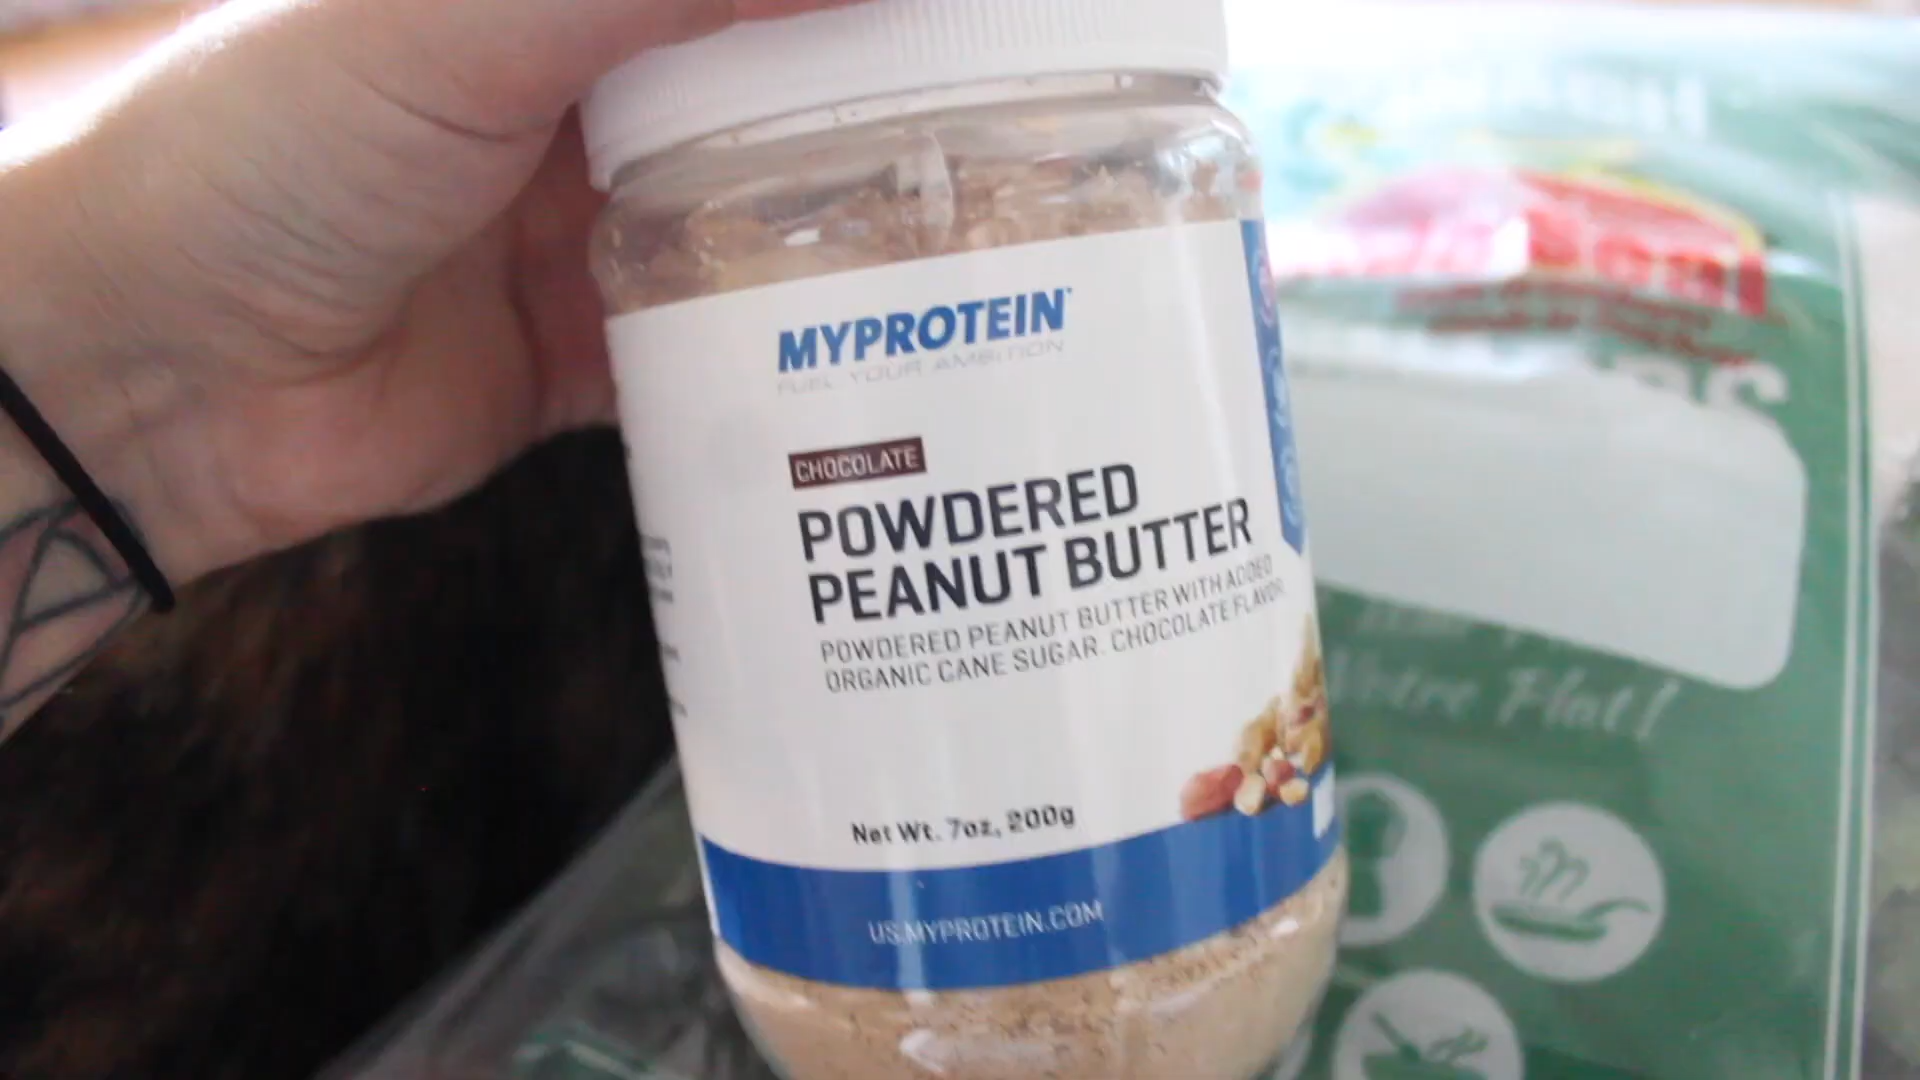 MYPROTEIN
FUEL YOUR AMBITION
CHOCOLATE
POWDERED
PEANUT BUTTER
POWDERED PEANUT BUTTER WITH ADDED
ORGANIC CANE SUGAR. CHOCOLATE FLAVOR.
Net Wt. 7oz, 200g
US.MYPROTEIN.COM